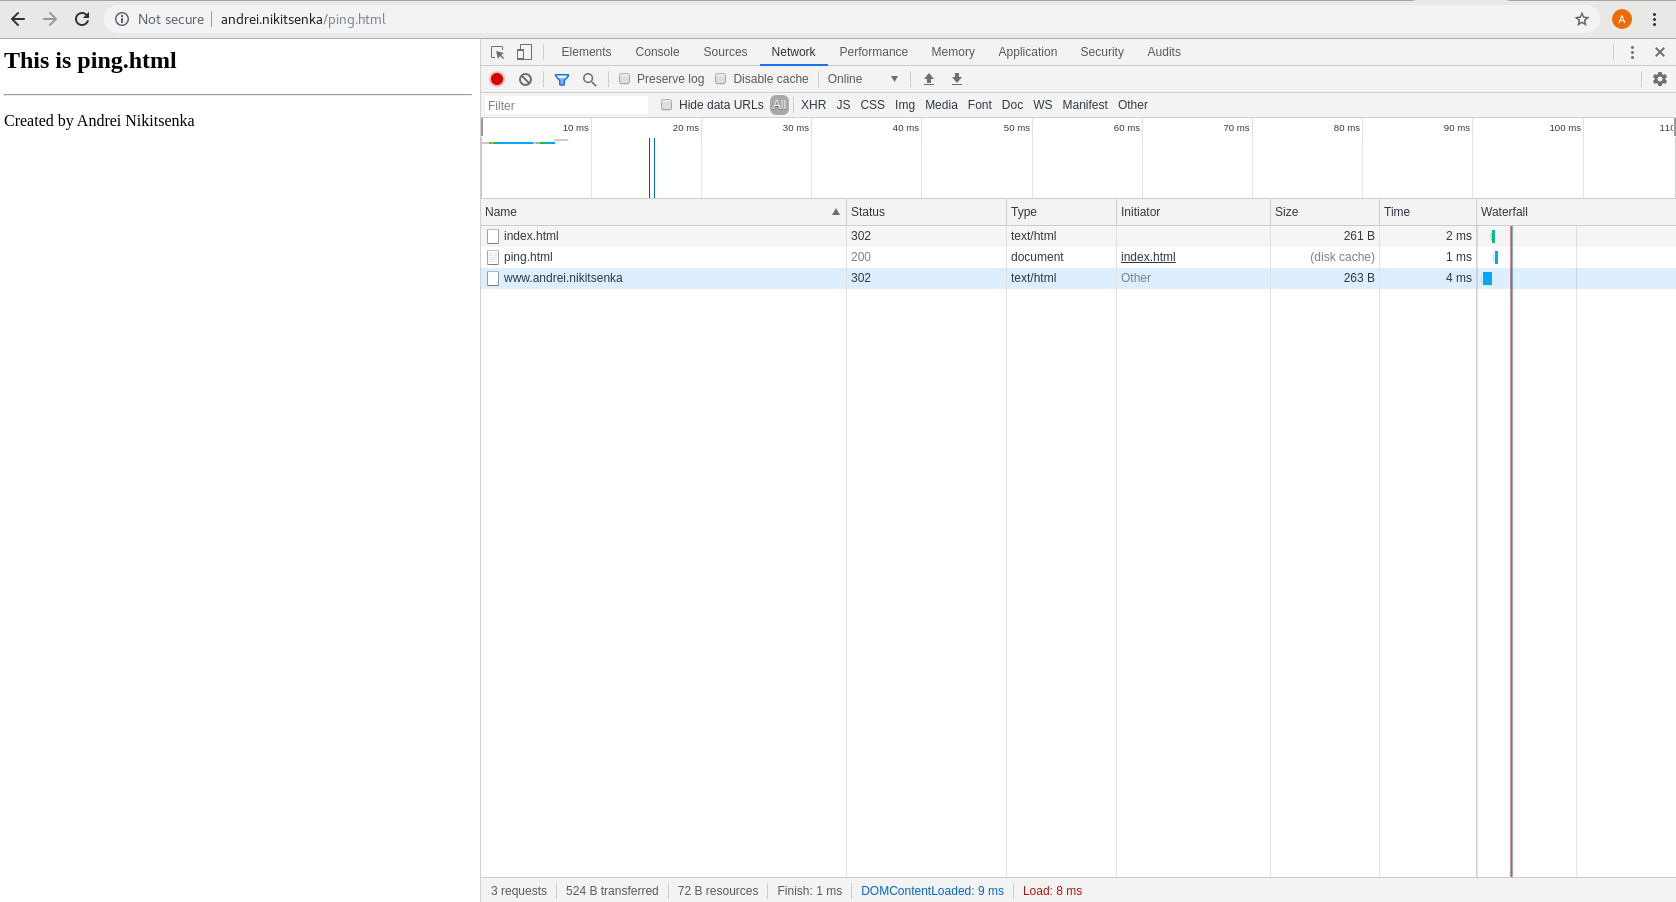 Not secure | andrei.nikitsenka/ping.html
A
This is ping.html
Created by Andrei Nikitsenka
Elements Console Sources Network Performance Memory Application Security Audits
Preserve log Disable cache Online
Filter Hide data URLs All XHR JS CSS Img Media Font Doc WS Manifest Other
10 ms 20 ms 30 ms 40 ms 50 ms 60 ms 70 ms 80 ms 90 ms 100 ms 110
Name Status Type Initiator Size Time Waterfall
index.html 302 text/html 261 B 2 ms
ping.html 200 document index.html (disk cache) 1 ms
www.andrei.nikitsenka 302 text/html Other 263 B 4 ms
3 requests 524 B transferred 72 B resources Finish: 1 ms DOMContentLoaded: 9 ms Load: 8 ms